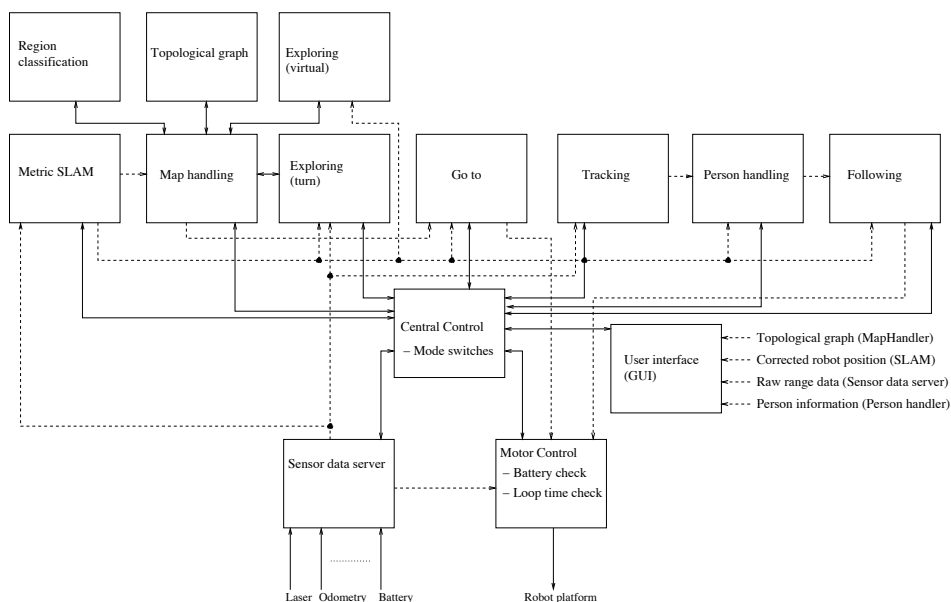 Region
classification
Topological graph
Exploring
(virtual)
Metric SLAM
Map handling
Exploring
(turn)
Go to
Tracking
Person handling
Following
Central Control
– Mode switches
User interface
(GUI)
Topological graph (MapHandler)
Corrected robot position (SLAM)
Raw range data (Sensor data server)
Person information (Person handler)
Sensor data server
Motor Control
– Battery check
– Loop time check
Laser
Odometry
Battery
Robot platform